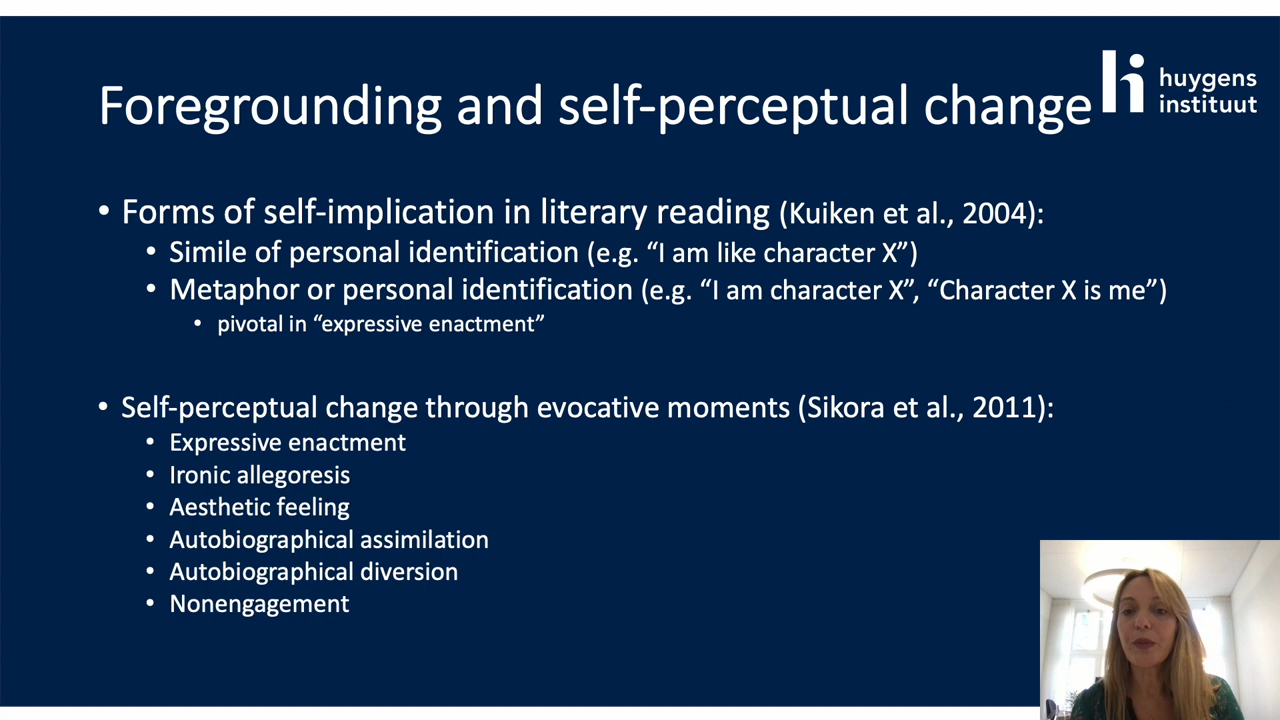 Foregrounding and self-perceptual change
huygens
instituut
• Forms of self-implication in literary reading (Kuiken et al., 2004):
• Simile of personal identification (e.g. “I am like character X”)
• Metaphor or personal identification (e.g. “I am character X”, “Character X is me”)
• pivotal in “expressive enactment”
• Self-perceptual change through evocative moments (Sikora et al., 2011):
• Expressive enactment
• Ironic allegoresis
• Aesthetic feeling
• Autobiographical assimilation
• Autobiographical diversion
• Nonengagement